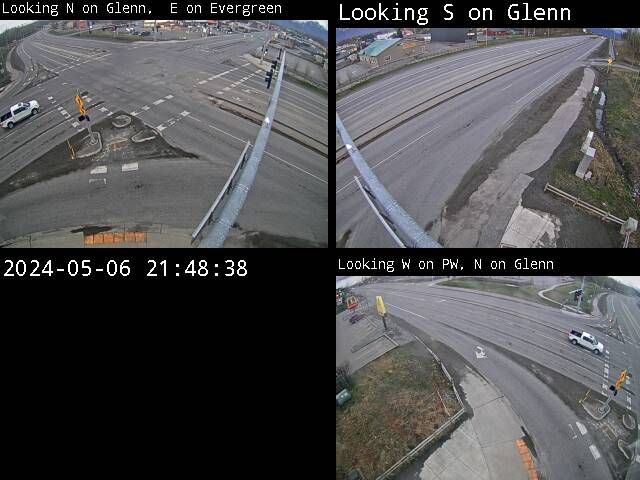 Looking N on Glenn, E on Evergreen
Looking S on Glenn
2024-05-06 21:48:38
Looking W on PW, N on Glenn